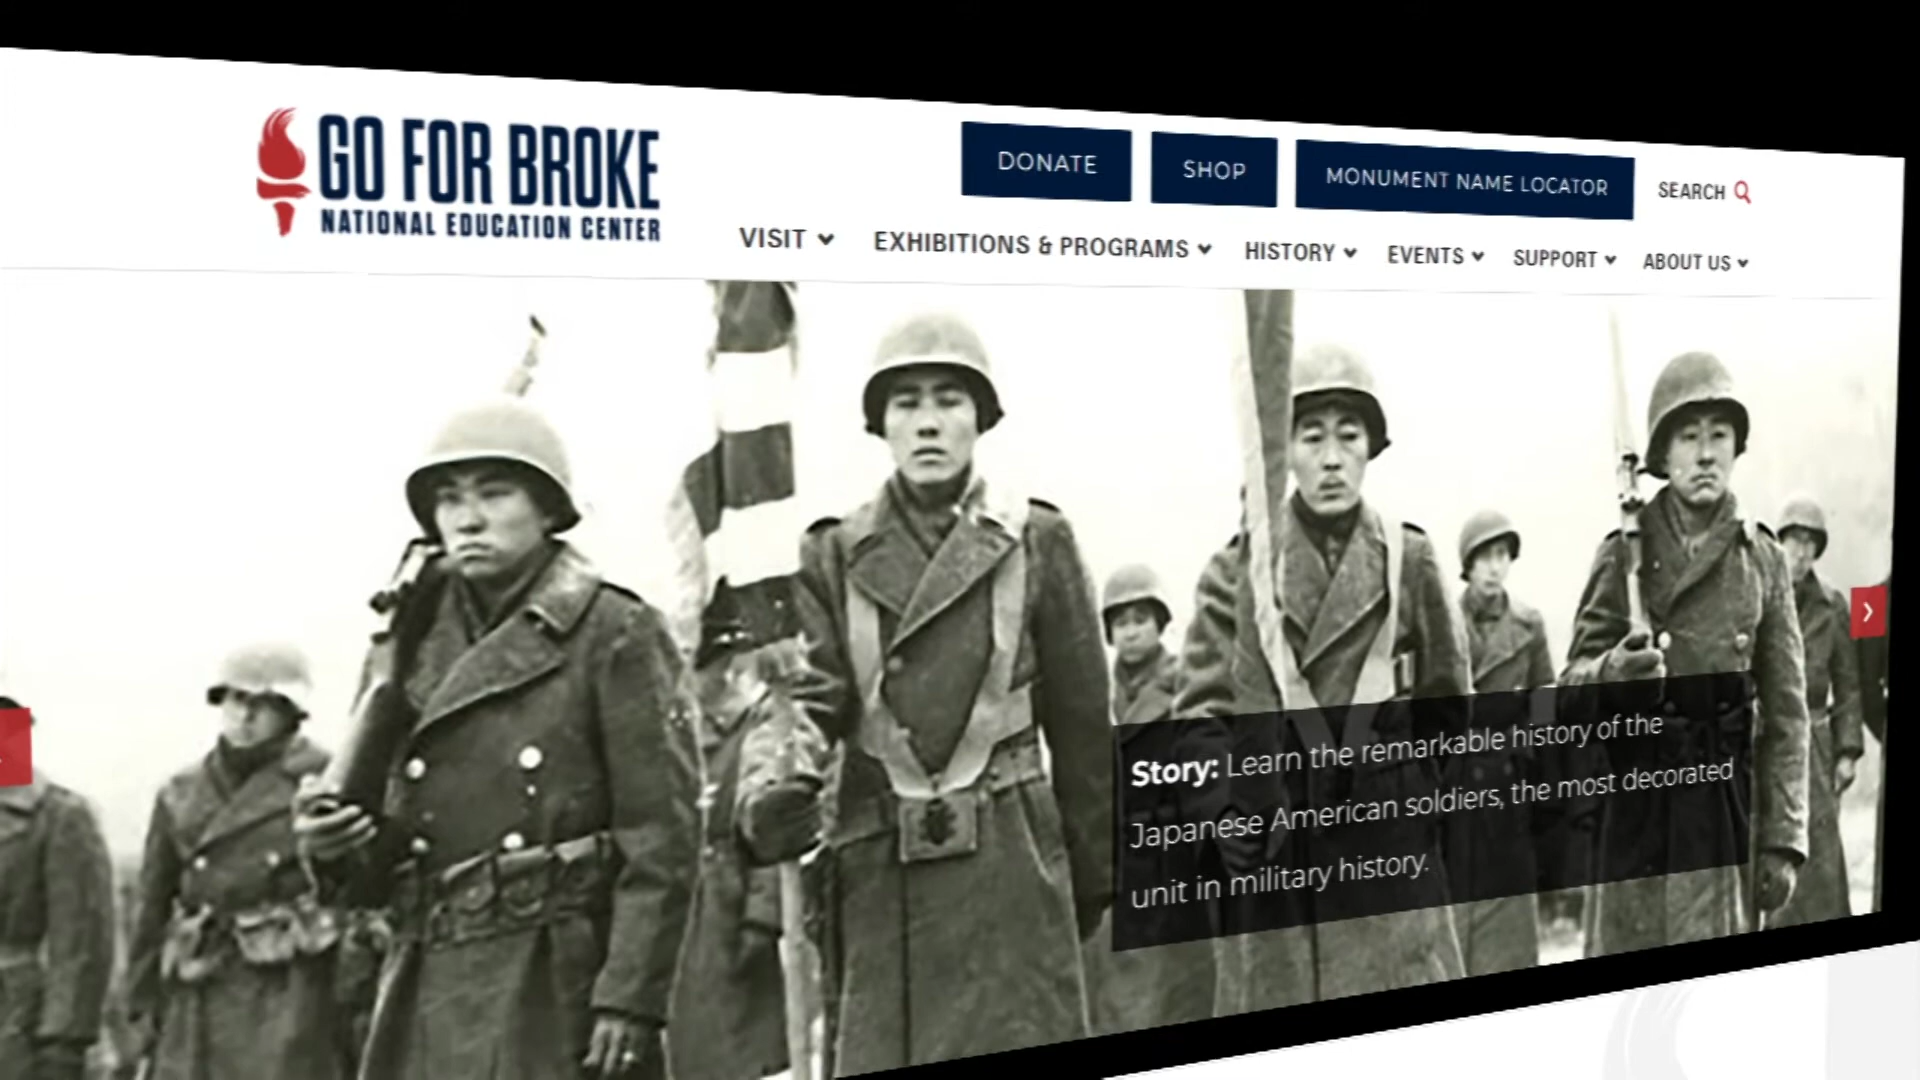 GO FOR BROKE
NATIONAL EDUCATION CENTER
DONATE
SHOP
MONUMENT NAME LOCATOR
SEARCH
VISIT
EXHIBITIONS & PROGRAMS
HISTORY
EVENTS
SUPPORT
ABOUT US
Story: Learn the remarkable history of the
Japanese American soldiers, the most decorated
unit in military history.